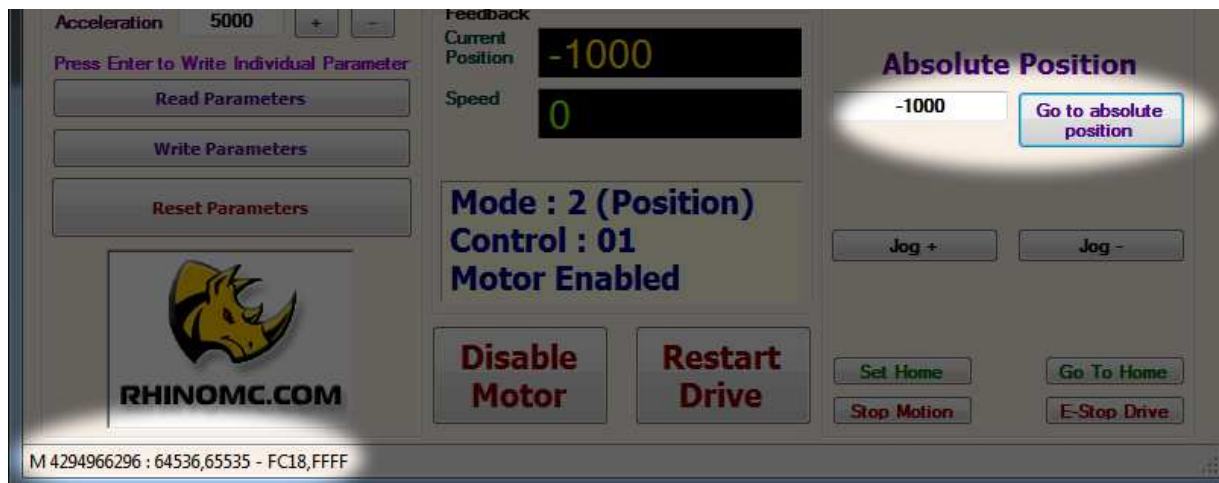 Acceleration 5000 + -
Press Enter to Write Individual Parameter
Read Parameters
Write Parameters
Reset Parameters
RHINOMC.COM
Feedback
Current
Position -1000
Speed 0
Mode : 2 (Position)
Control : 01
Motor Enabled
Disable
Motor
Restart
Drive
Absolute Position
-1000
Go to absolute
position
Jog + Jog -
Set Home Go To Home
Stop Motion E-Stop Drive
M 4294966296 : 64536,65535 - FC18,FFFF